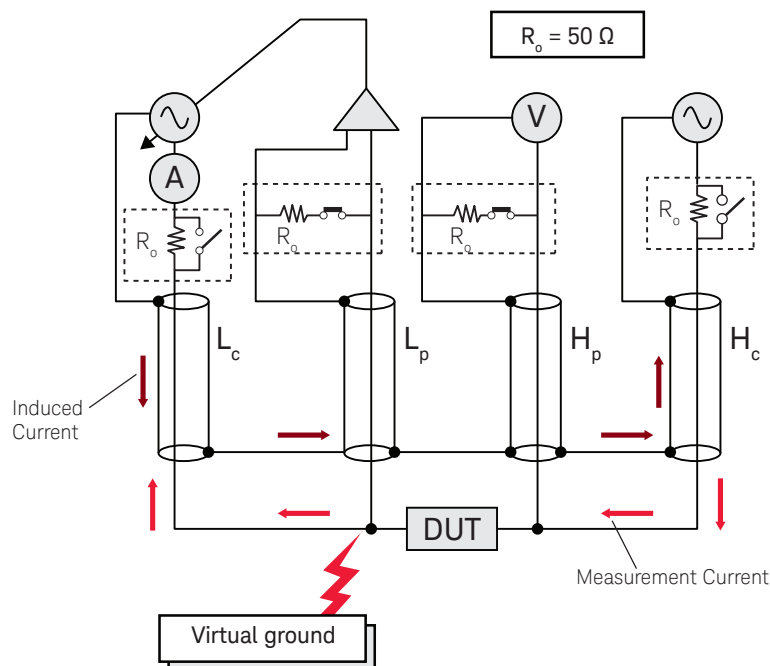 Rₒ = 50 Ω
V
A
Rₒ
Rₒ
Rₒ
Rₒ
L꜀
Lₚ
Hₚ
H꜀
Induced
Current
DUT
Measurement Current
Virtual ground